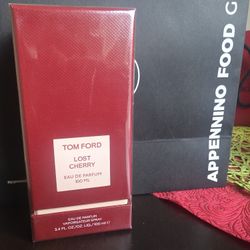 TOM FORD
LOST
CHERRY
EAU DE PARFUM
100 ML
EAU DE PARFUM
VAPORISATEUR SPRAY
3.4 FL.OZ./OZ. LIQ./100 ml ℮
APPENNINO FOOD G